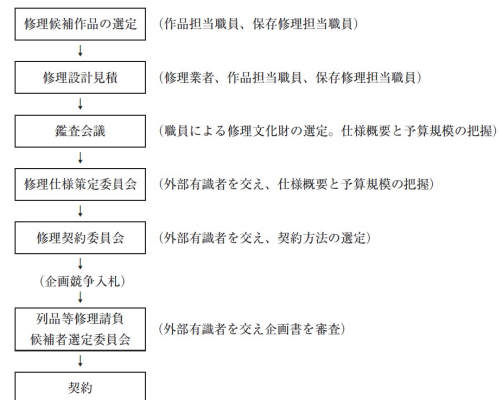 修理候補作品の選定 （作品担当職員、保存修理担当職員）
↓
修理設計見積 （修理業者、作品担当職員、保存修理担当職員）
↓
鑑査会議 （職員による修理文化財の選定。仕様概要と予算規模の把握）
↓
修理仕様策定委員会 （外部有識者を交え、仕様概要と予算規模の把握）
↓
修理契約委員会 （外部有識者を交え、契約方法の選定）
↓
（企画競争入札）
↓
列品等修理請負
候補者選定委員会 （外部有識者を交え企画書を審査）
↓
契約